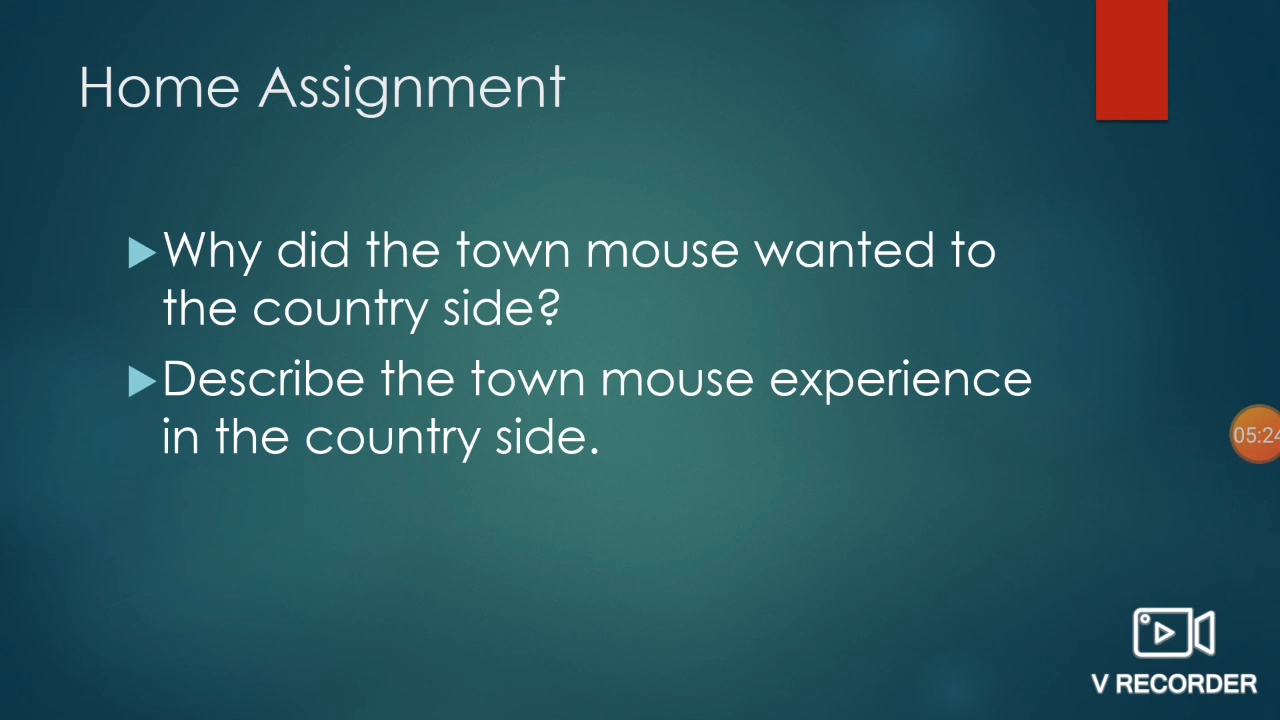 Home Assignment
Why did the town mouse wanted to
the country side?
Describe the town mouse experience
in the country side.
05:24
V RECORDER